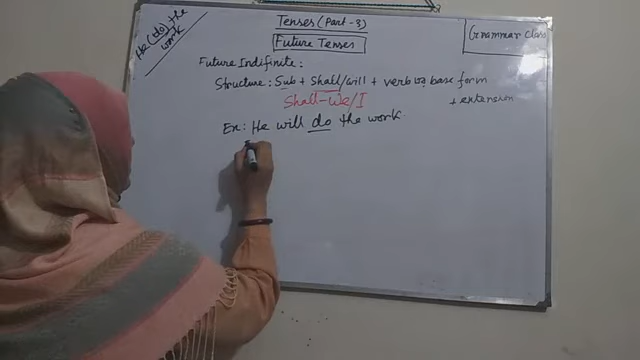 He (do) the
work
Tenses (Part-3)
Grammar Class
Future Tenses
Future Indefinite:
Structure: Sub + Shall/will + verb এর base form
+ extension
Shall-We/I
Ex: He will do the work.